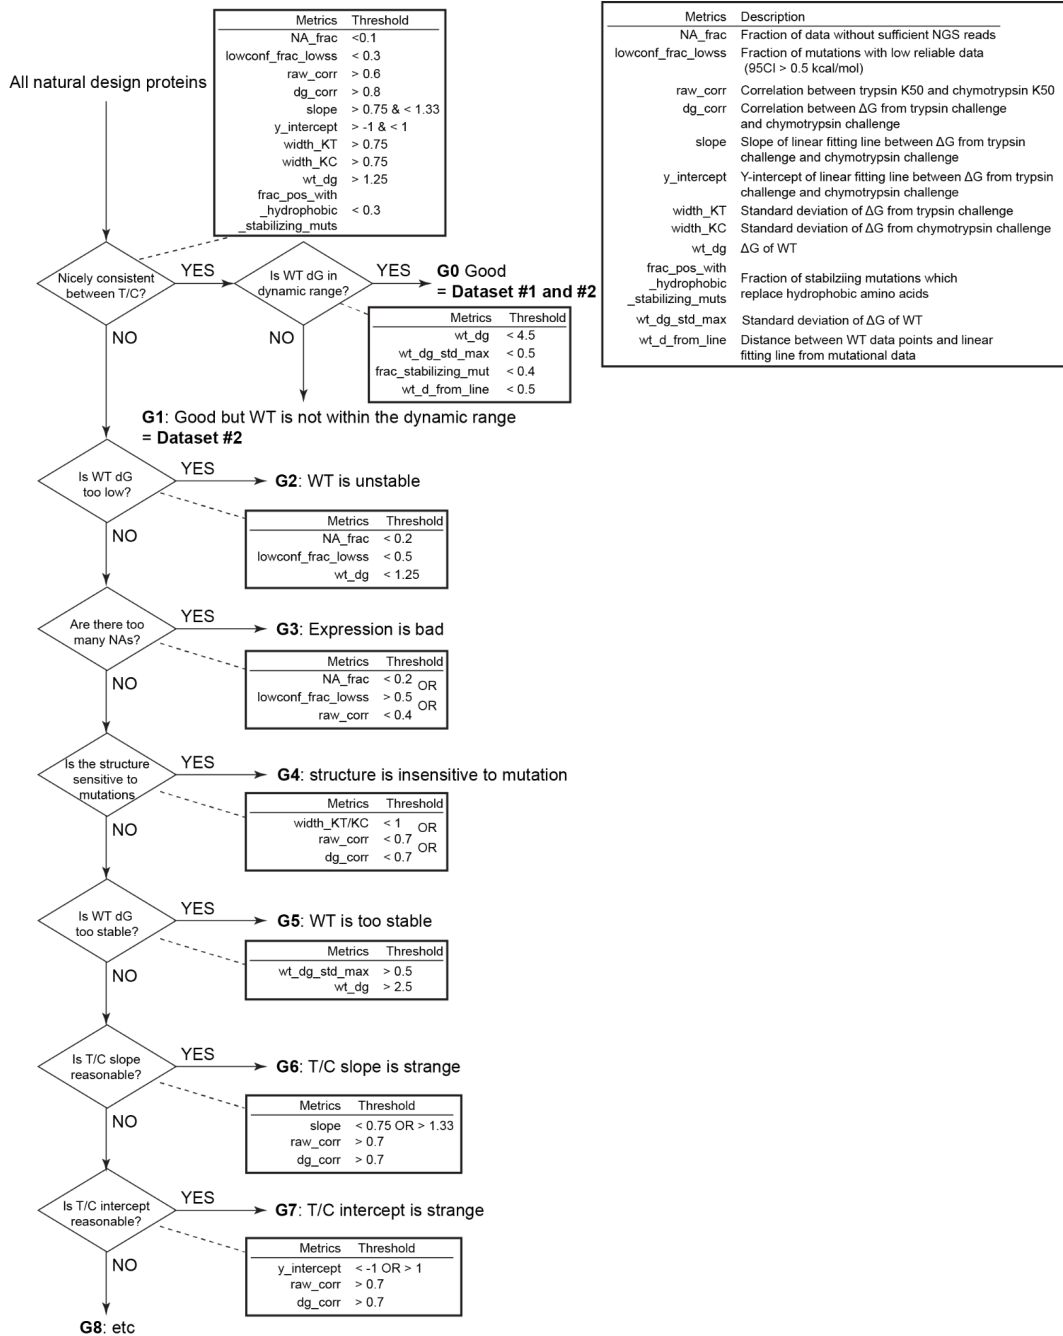 All natural design proteins
Metrics Threshold
NA_frac <0.1
lowconf_frac_lowss < 0.3
raw_corr > 0.6
dg_corr > 0.8
slope > 0.75 & < 1.33
y_intercept > -1 & < 1
width_KT > 0.75
width_KC > 0.75
wt_dg > 1.25
frac_pos_with
_hydrophobic < 0.3
_stabilizing_muts
Metrics Description
NA_frac Fraction of data without sufficient NGS reads
lowconf_frac_lowss Fraction of mutations with low reliable data
(95CI > 0.5 kcal/mol)
raw_corr Correlation between trypsin K50 and chymotrypsin K50
dg_corr Correlation between ΔG from trypsin challenge
and chymotrypsin challenge
slope Slope of linear fitting line between ΔG from trypsin
challenge and chymotrypsin challenge
y_intercept Y-intercept of linear fitting line between ΔG from trypsin
challenge and chymotrypsin challenge
width_KT Standard deviation of ΔG from trypsin challenge
width_KC Standard deviation of ΔG from chymotrypsin challenge
wt_dg ΔG of WT
frac_pos_with
_hydrophobic
_stabilizing_muts
Fraction of stabilziing mutations which
replace hydrophobic amino acids
wt_dg_std_max Standard deviation of ΔG of WT
wt_d_from_line Distance between WT data points and linear
fitting line from mutational data
Nicely consistent
between T/C?
YES
Is WT dG in
dynamic range?
YES
G0 Good
= Dataset #1 and #2
NO
NO
Metrics Threshold
wt_dg < 4.5
wt_dg_std_max < 0.5
frac_stabilizing_mut < 0.4
wt_d_from_line < 0.5
G1: Good but WT is not within the dynamic range
= Dataset #2
Is WT dG
too low?
YES
G2: WT is unstable
NO
Metrics Threshold
NA_frac < 0.2
lowconf_frac_lowss < 0.5
wt_dg < 1.25
Are there too
many NAs?
YES
G3: Expression is bad
NO
Metrics Threshold
NA_frac < 0.2
OR
lowconf_frac_lowss > 0.5
OR
raw_corr < 0.4
Is the structure
sensitive to
mutations
YES
G4: structure is insensitive to mutation
NO
Metrics Threshold
width_KT/KC < 1
OR
raw_corr < 0.7
OR
dg_corr < 0.7
Is WT dG
too stable?
YES
G5: WT is too stable
NO
Metrics Threshold
wt_dg_std_max > 0.5
wt_dg > 2.5
Is T/C slope
reasonable?
YES
G6: T/C slope is strange
NO
Metrics Threshold
slope < 0.75 OR > 1.33
raw_corr > 0.7
dg_corr > 0.7
Is T/C intercept
reasonable?
YES
G7: T/C intercept is strange
NO
Metrics Threshold
y_intercept < -1 OR > 1
raw_corr > 0.7
dg_corr > 0.7
G8: etc